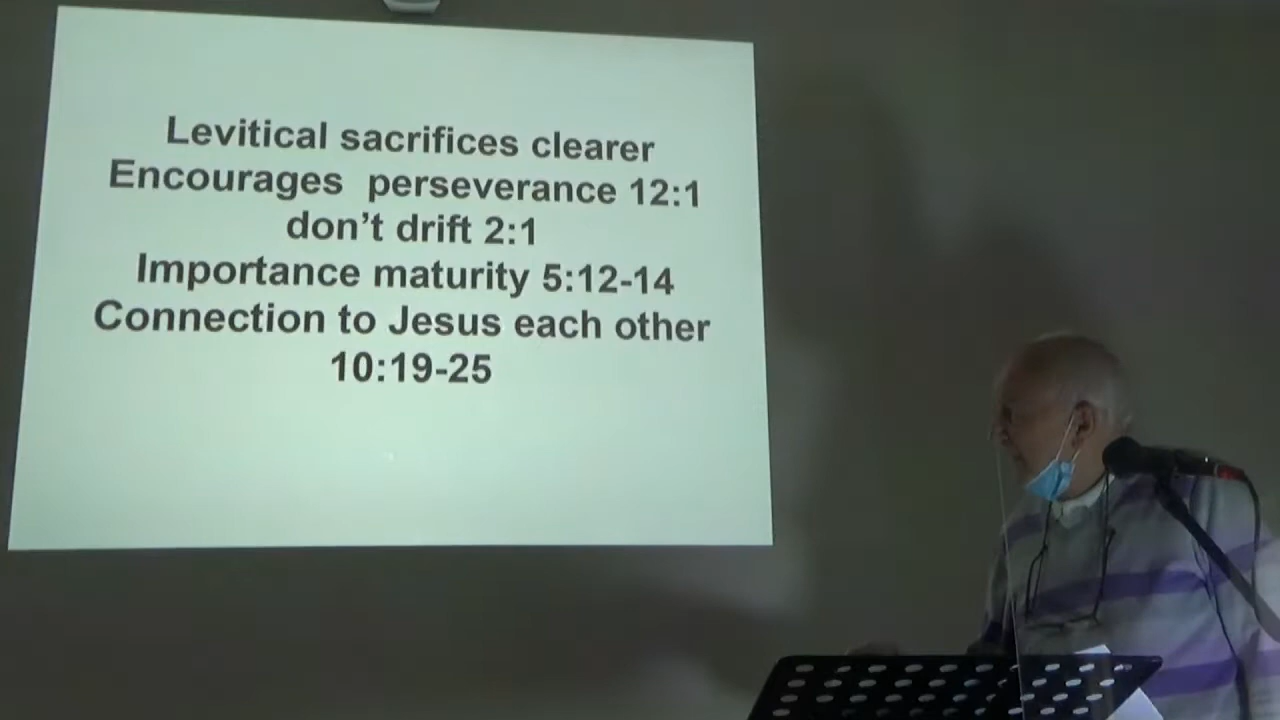 Levitical sacrifices clearer
Encourages  perseverance 12:1
don’t drift 2:1
Importance maturity 5:12-14
Connection to Jesus each other
10:19-25